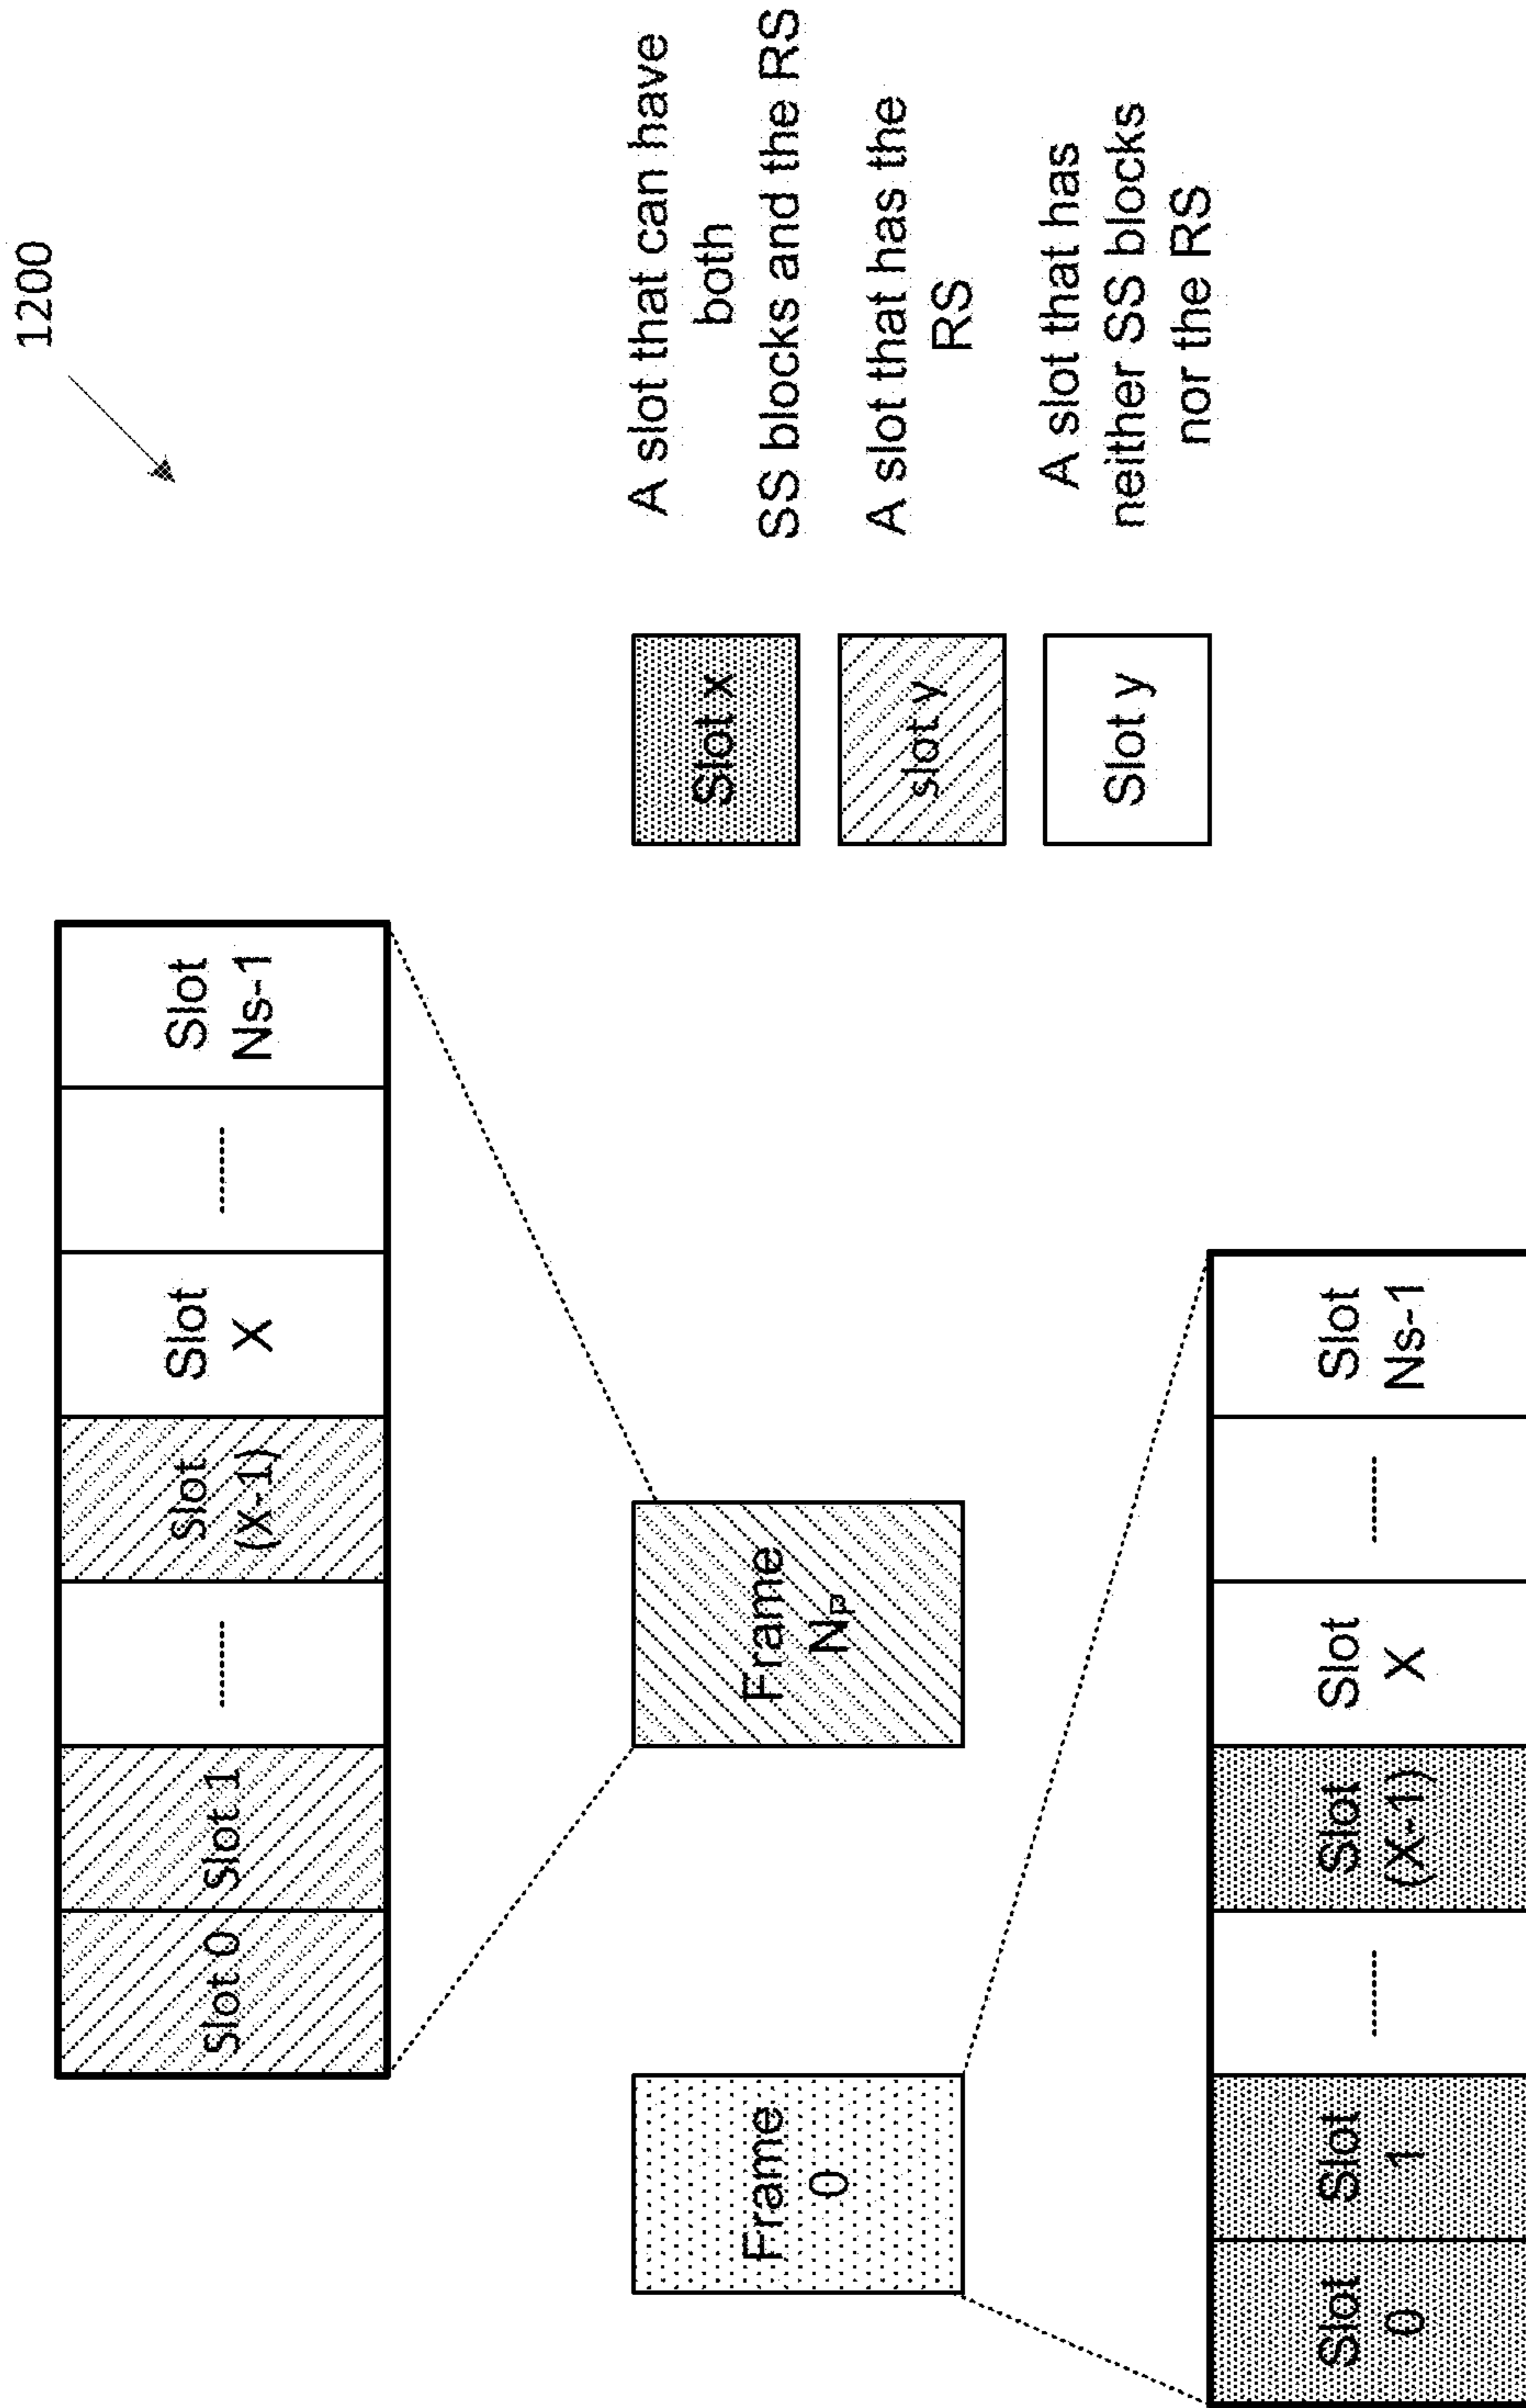 1200
Slot 0
Slot 1
-----
Slot
(X-1)
Slot
X
-----
Slot
Ns-1
Frame
0
Frame
Np
Slot
0
Slot
1
-----
Slot
(X-1)
Slot
X
-----
Slot
Ns-1
Slot x
A slot that can have
both
SS blocks and the RS
slot y
A slot that has the
RS
Slot y
A slot that has
neither SS blocks
nor the RS